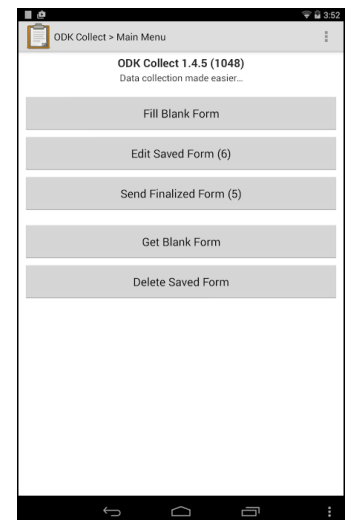 3:52
ODK Collect > Main Menu
ODK Collect 1.4.5 (1048)
Data collection made easier...
Fill Blank Form
Edit Saved Form (6)
Send Finalized Form (5)
Get Blank Form
Delete Saved Form